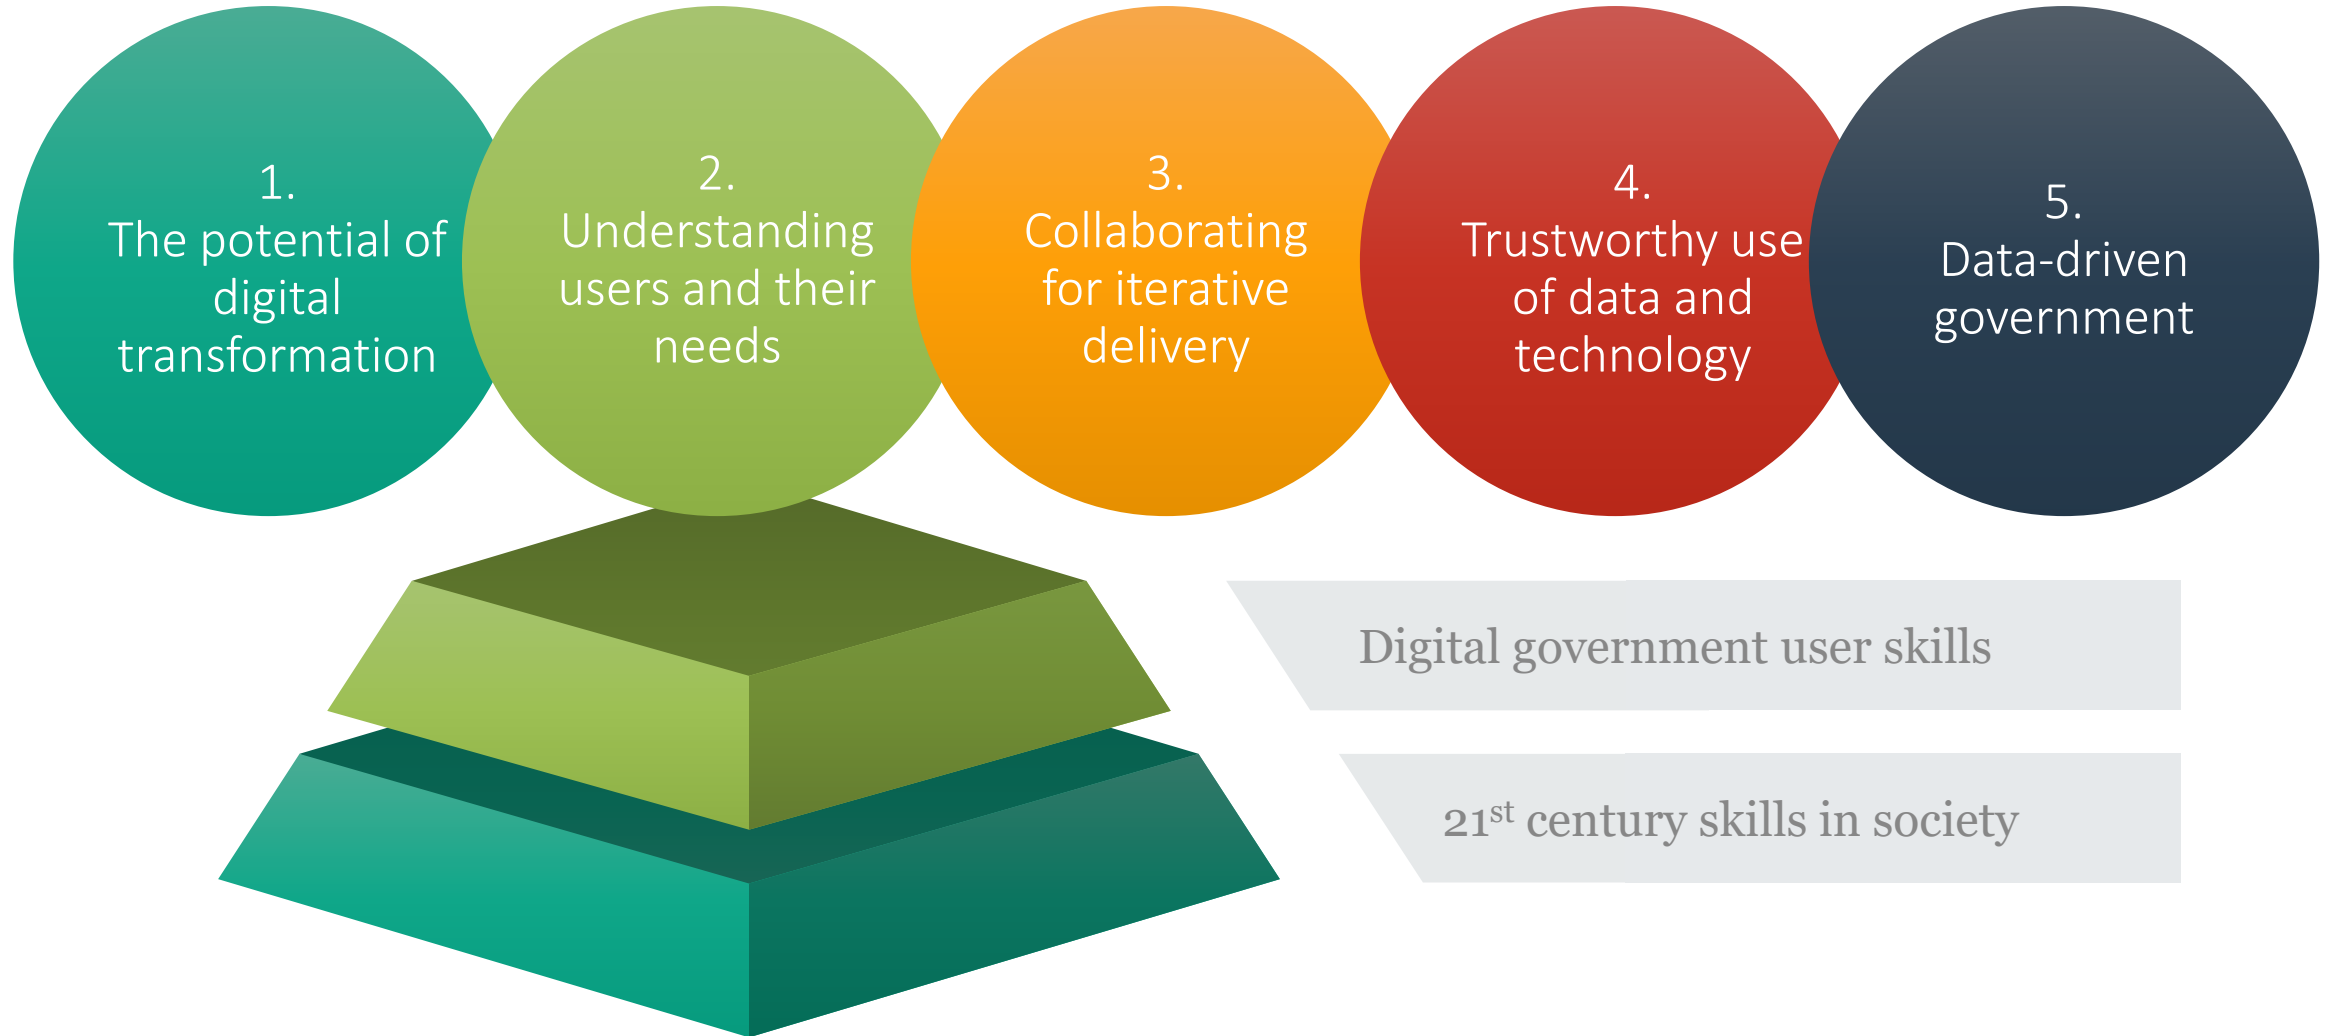 1.
The potential of
digital
transformation
2.
Understanding
users and their
needs
3.
Collaborating
for iterative
delivery
4.
Trustworthy use
of data and
technology
5.
Data-driven
government
Digital government user skills
21st century skills in society